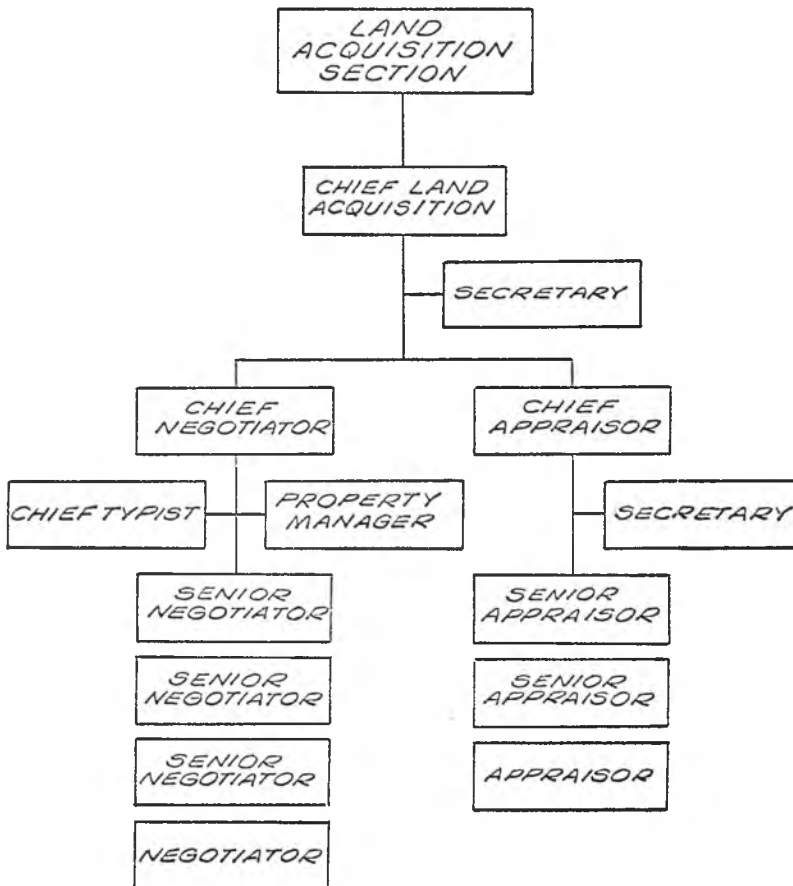 LAND
ACQUISITION
SECTION
CHIEF LAND
ACQUISITION
SECRETARY
CHIEF
NEGOTIATOR
CHIEF
APPRAISOR
CHIEF TYPIST
PROPERTY
MANAGER
SECRETARY
SENIOR
NEGOTIATOR
SENIOR
APPRAISOR
SENIOR
NEGOTIATOR
SENIOR
APPRAISOR
SENIOR
NEGOTIATOR
APPRAISOR
NEGOTIATOR